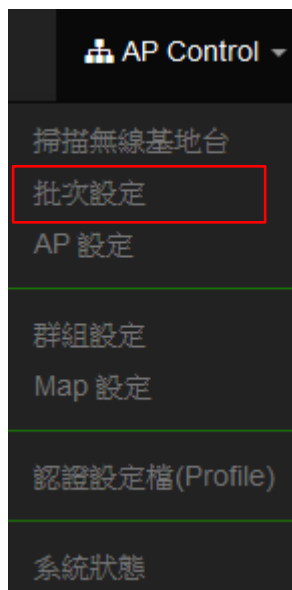 AP Control
掃描無線基地台
批次設定
AP 設定
群組設定
Map 設定
認證設定檔(Profile)
系統狀態